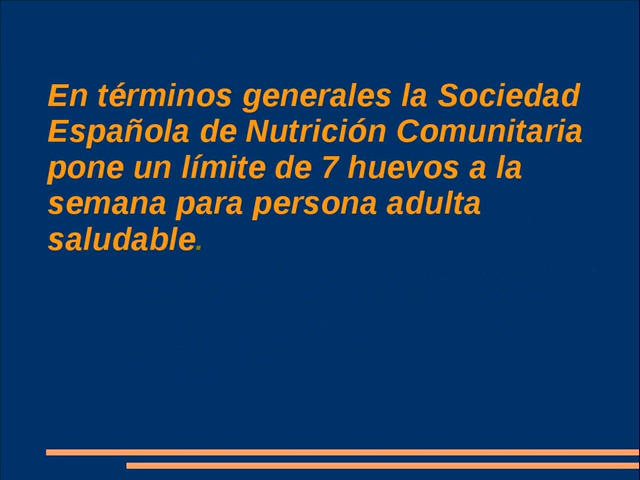 En términos generales la Sociedad
Española de Nutrición Comunitaria
pone un límite de 7 huevos a la
semana para persona adulta
saludable.